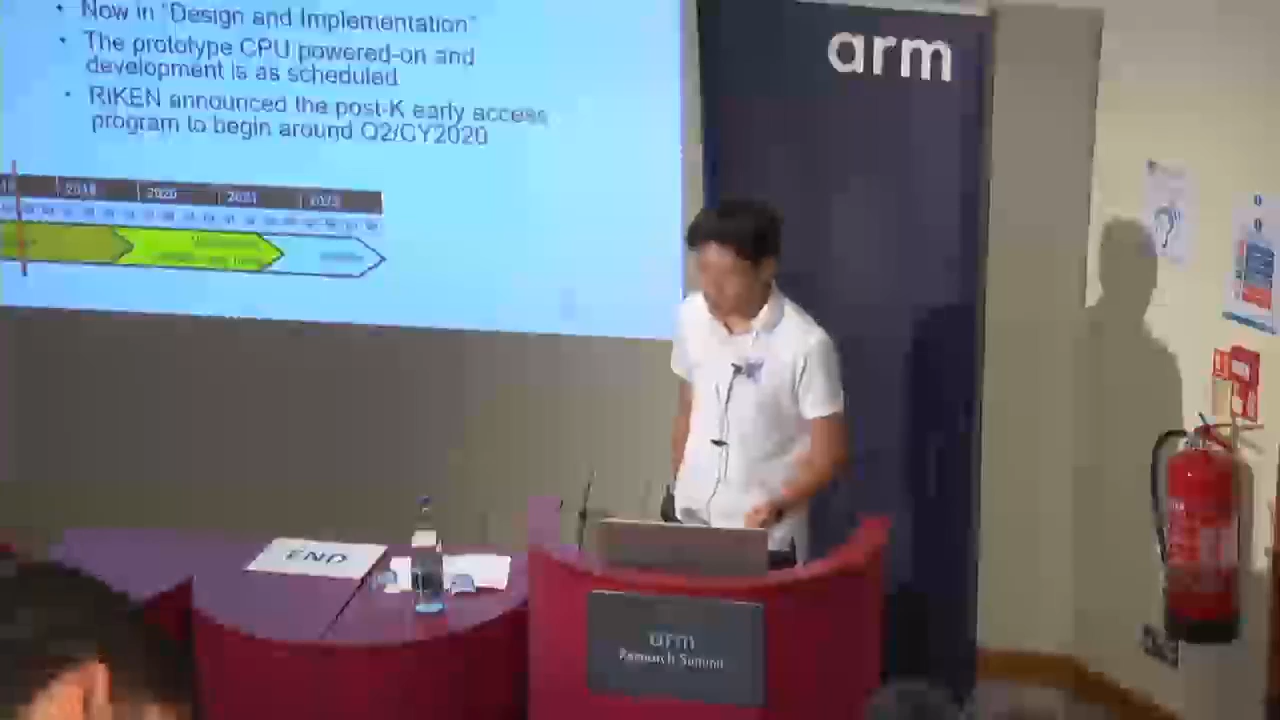 • Now in "Design and Implementation"
• The prototype CPU powered-on and
development is as scheduled
• RIKEN announced the post-K early access
program to begin around Q2/CY2020
2019 2020 2021 2022
arm
END
arm
Research Summit